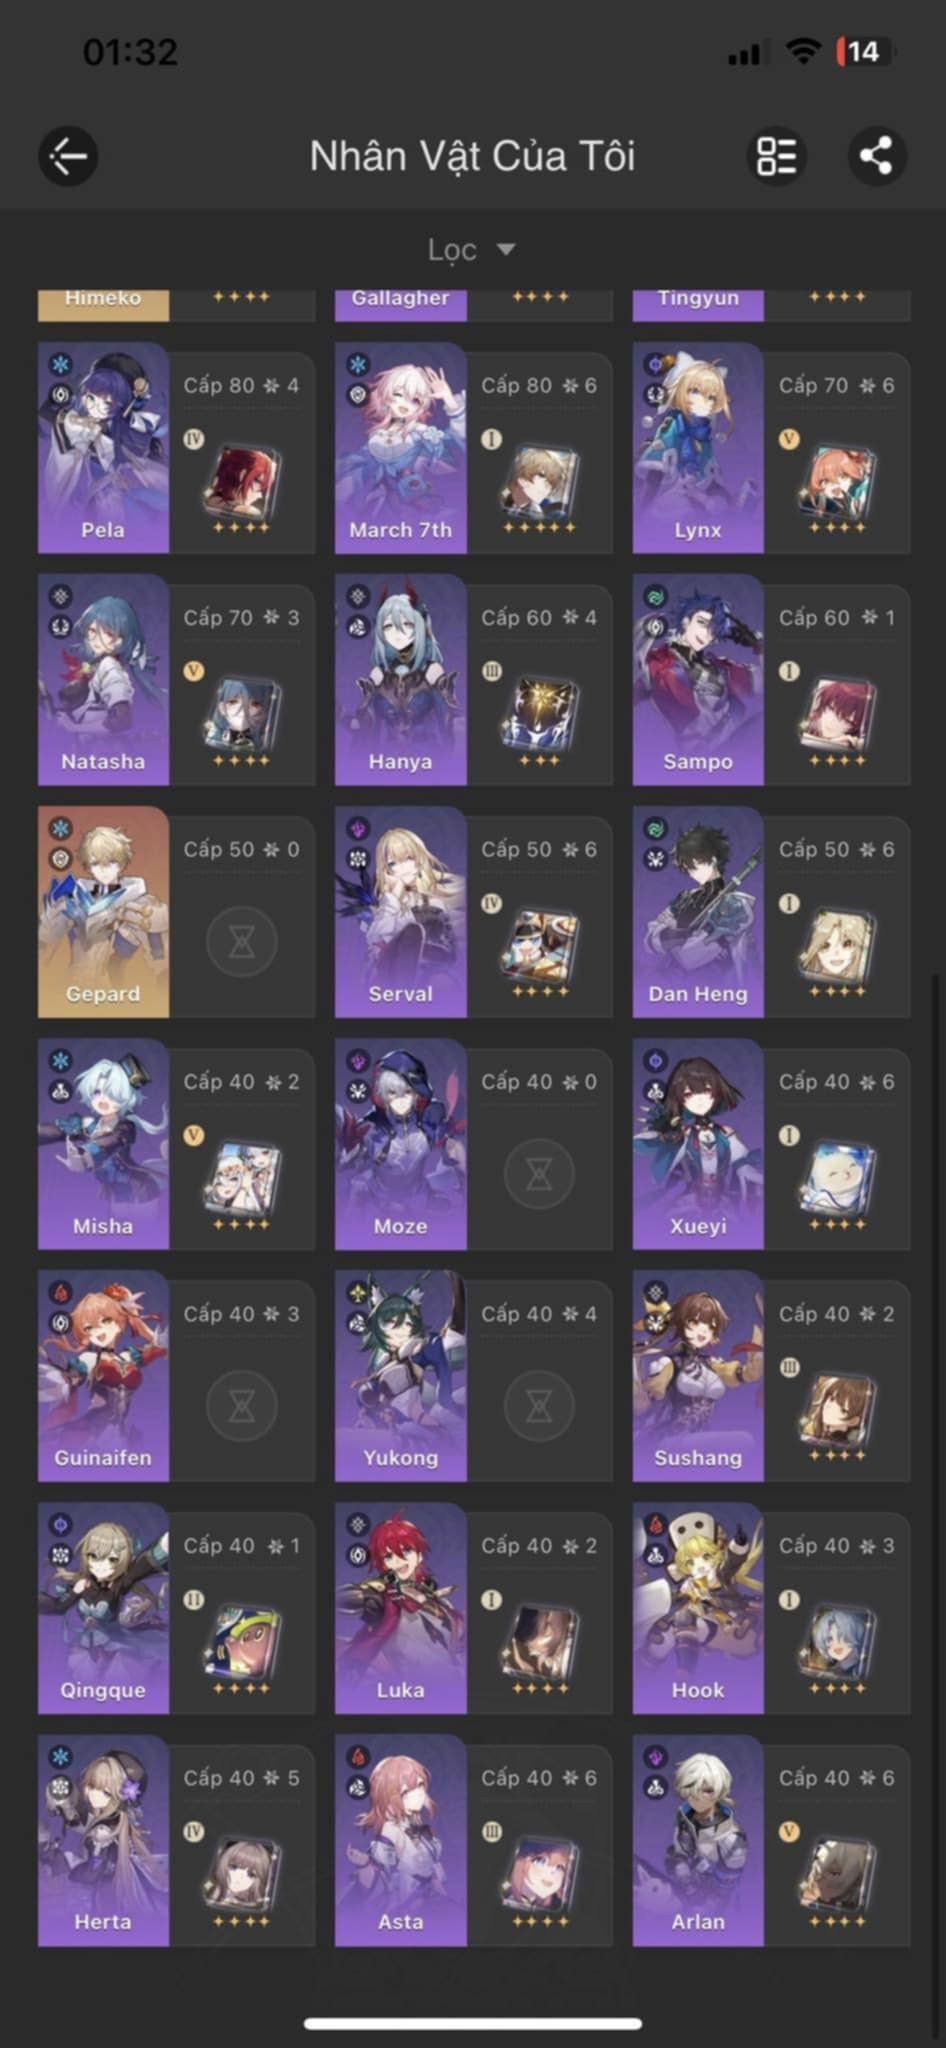 01:32
14
Nhân Vật Của Tôi
Lọc
Himeko
Gallagher
Tingyun
Cấp 80 4
IV
Pela
Cấp 80 6
I
March 7th
Cấp 70 6
V
Lynx
Cấp 70 3
V
Natasha
Cấp 60 4
III
Hanya
Cấp 60 1
I
Sampo
Cấp 50 0
Gepard
Cấp 50 6
IV
Serval
Cấp 50 6
I
Dan Heng
Cấp 40 2
V
Misha
Cấp 40 0
Moze
Cấp 40 6
I
Xueyi
Cấp 40 3
Guinaifen
Cấp 40 4
Yukong
Cấp 40 2
III
Sushang
Cấp 40 1
II
Qingque
Cấp 40 2
I
Luka
Cấp 40 3
I
Hook
Cấp 40 5
IV
Herta
Cấp 40 6
III
Asta
Cấp 40 6
V
Arlan